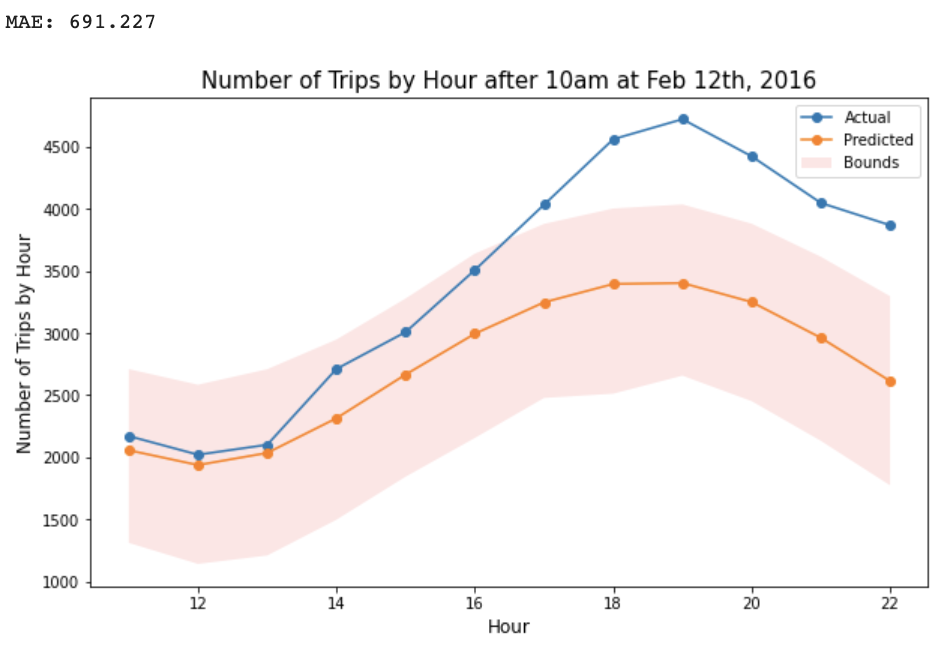 MAE: 691.227
Number of Trips by Hour after 10am at Feb 12th, 2016
Actual
Predicted
Bounds
Number of Trips by Hour
4500
4000
3500
3000
2500
2000
1500
1000
12 14 16 18 20 22
Hour